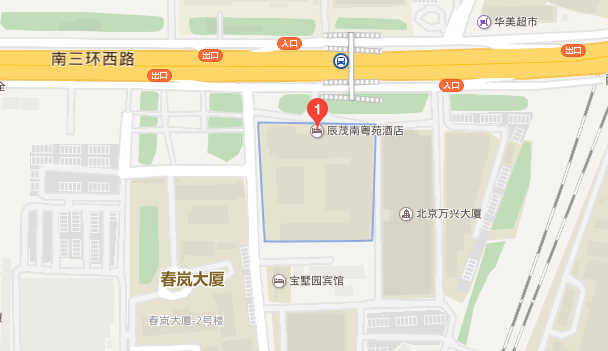 华美超市
入口
出口
出口
南三环西路
出口
入口
1
辰茂南粤苑酒店
北京万兴大厦
春岚大厦
宝墅园宾馆
春岚大厦-2号楼